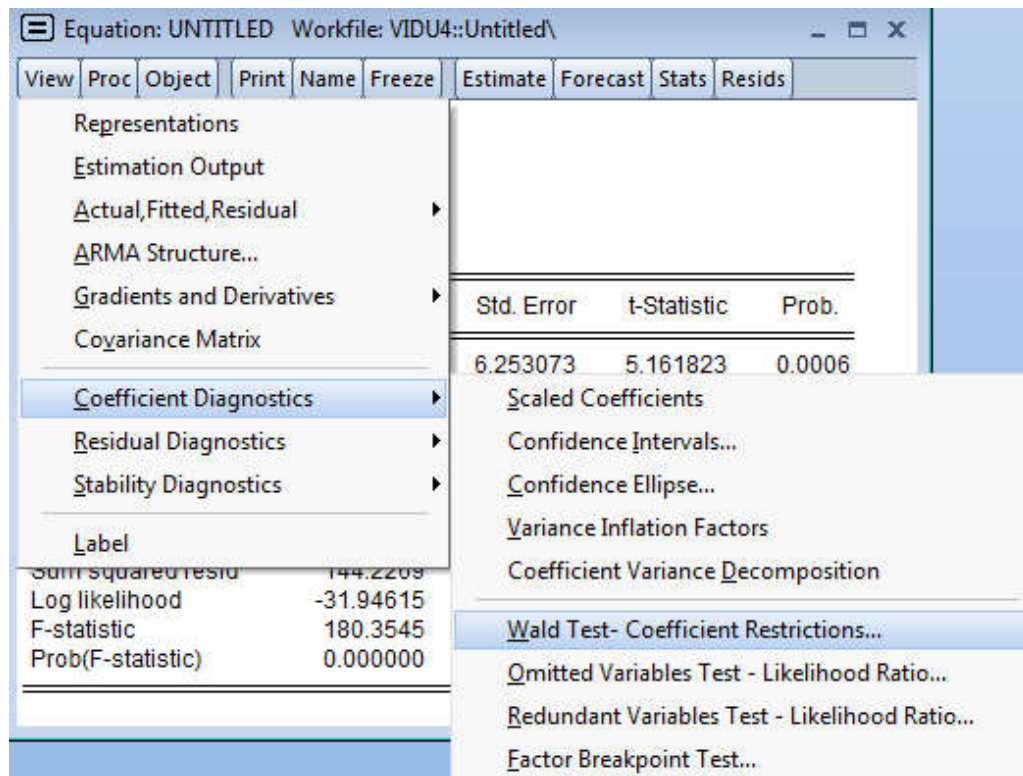 Equation: UNTITLED Workfile: VIDU4::Untitled\
View Proc Object Print Name Freeze Estimate Forecast Stats Resids
Representations
Estimation Output
Actual,Fitted,Residual
ARMA Structure...
Gradients and Derivatives
Covariance Matrix
Coefficient Diagnostics
Residual Diagnostics
Stability Diagnostics
Label
Std. Error t-Statistic Prob.
6.253073 5.161823 0.0006
Scaled Coefficients
Confidence Intervals...
Confidence Ellipse...
Variance Inflation Factors
Coefficient Variance Decomposition
Wald Test- Coefficient Restrictions...
Omitted Variables Test - Likelihood Ratio...
Redundant Variables Test - Likelihood Ratio...
Factor Breakpoint Test...
Sum squared resid 144.2269
Log likelihood -31.94615
F-statistic 180.3545
Prob(F-statistic) 0.000000